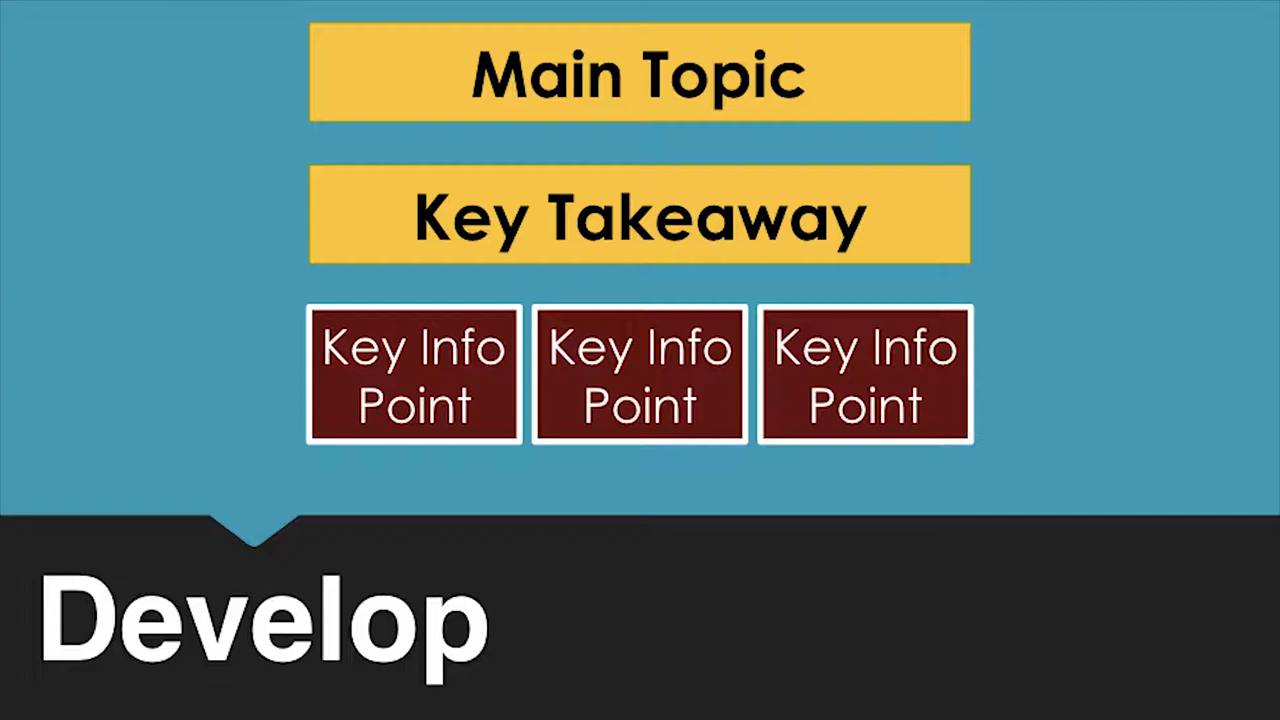 Main Topic
Key Takeaway
Key Info
Point
Key Info
Point
Key Info
Point
Develop